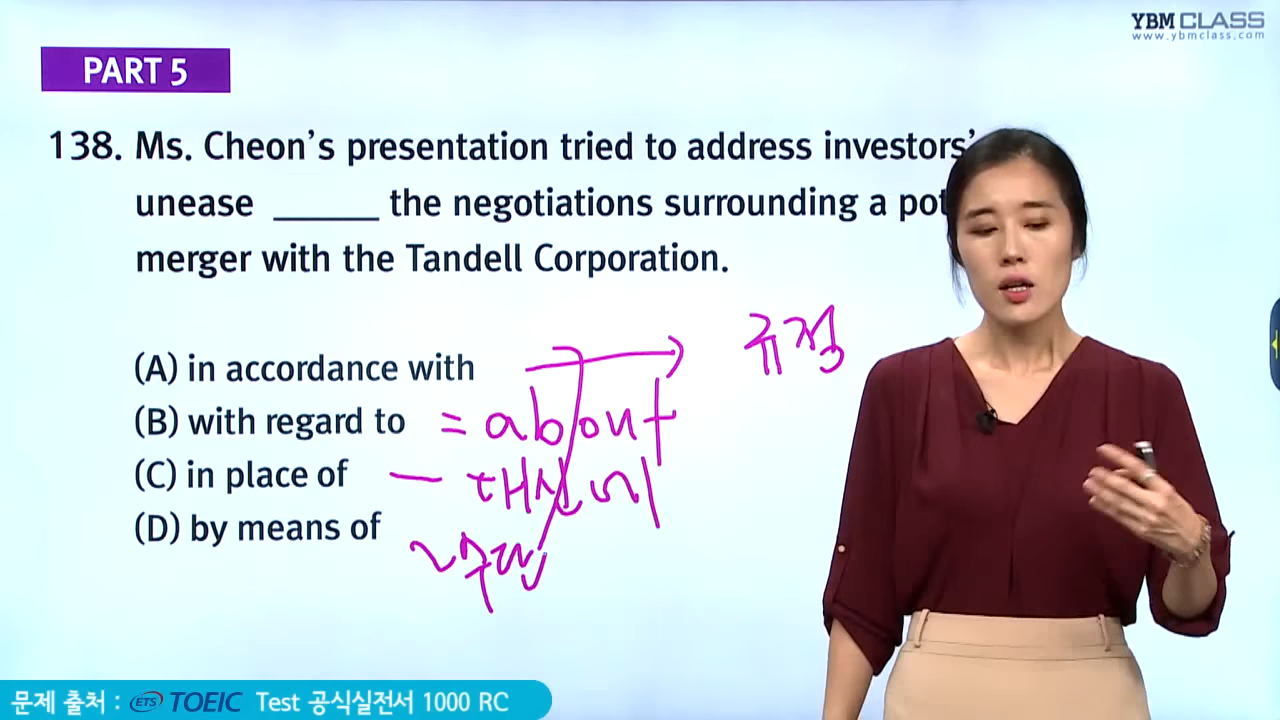 YBM CLASS
www.ybmclass.com
PART 5
138. Ms. Cheon's presentation tried to address investors'
unease ______ the negotiations surrounding a pot
merger with the Tandell Corporation.
(A) in accordance with
규정
(B) with regard to = about
(C) in place of — 대신에
(D) by means of
~수단
문제 출처 : ETS TOEIC Test 공식실전서 1000 RC